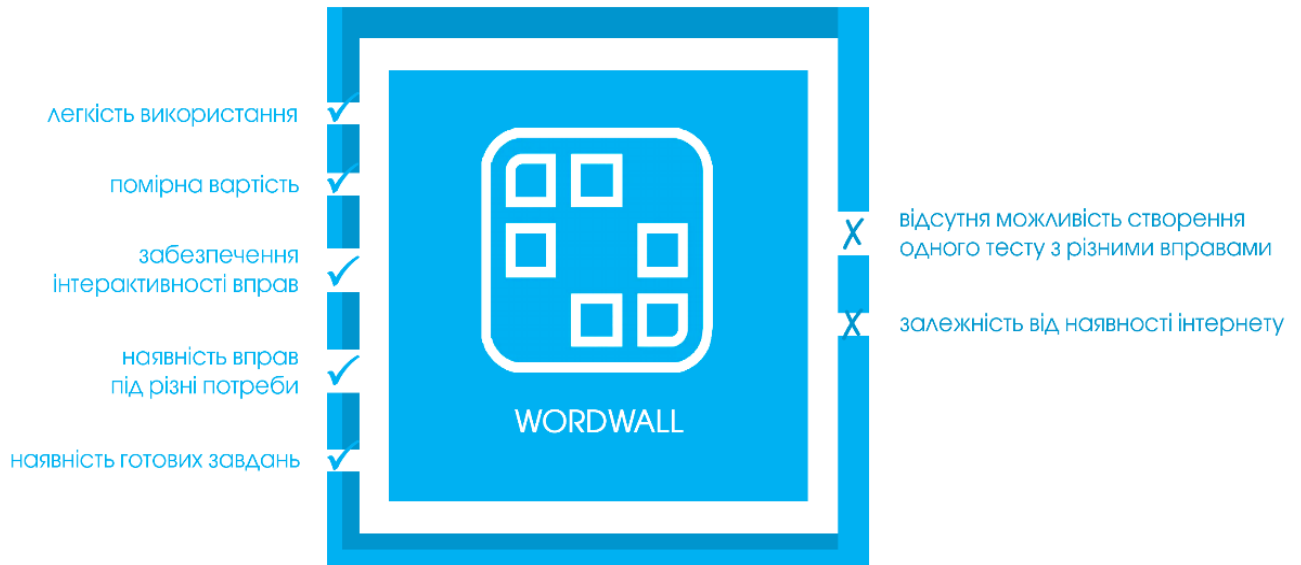 легкість використання
помірна вартість
забезпечення
інтерактивності вправ
наявність вправ
під різні потреби
наявність готових завдань
WORDWALL
відсутня можливість створення
одного тесту з різними вправами
залежність від наявності інтернету